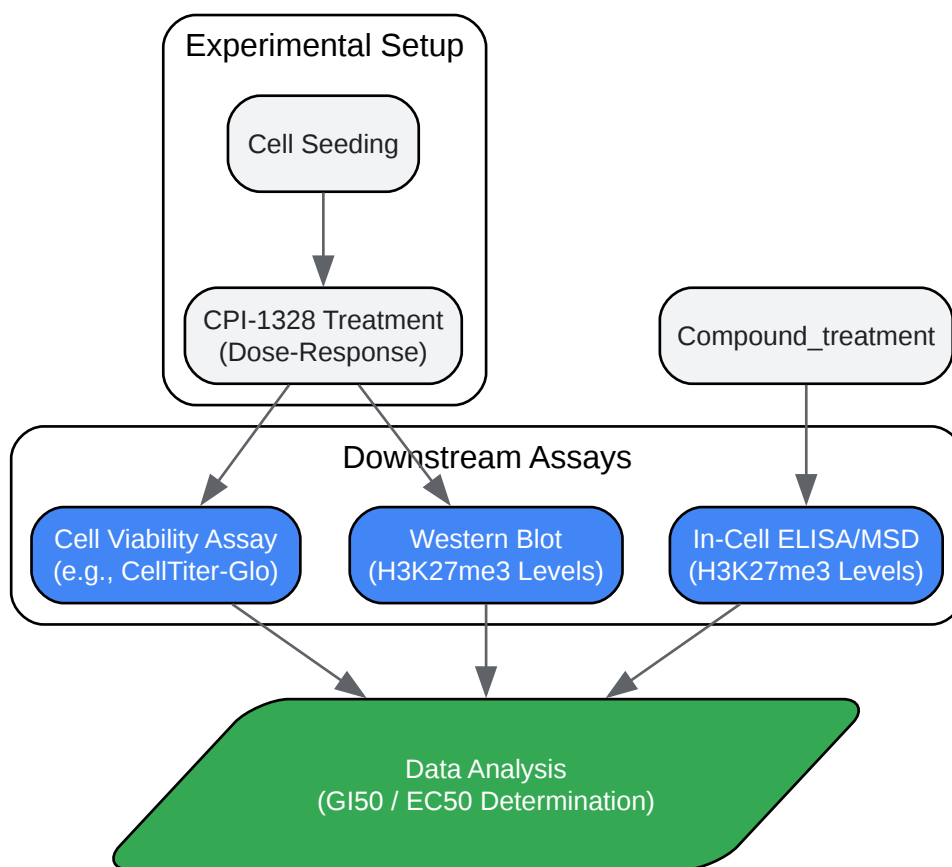 Experimental Setup
Cell Seeding
CPI-1328 Treatment
(Dose-Response)
Compound_treatment
Downstream Assays
Cell Viability Assay
(e.g., CellTiter-Glo)
Western Blot
(H3K27me3 Levels)
In-Cell ELISA/MSD
(H3K27me3 Levels)
Data Analysis
(GI50 / EC50 Determination)